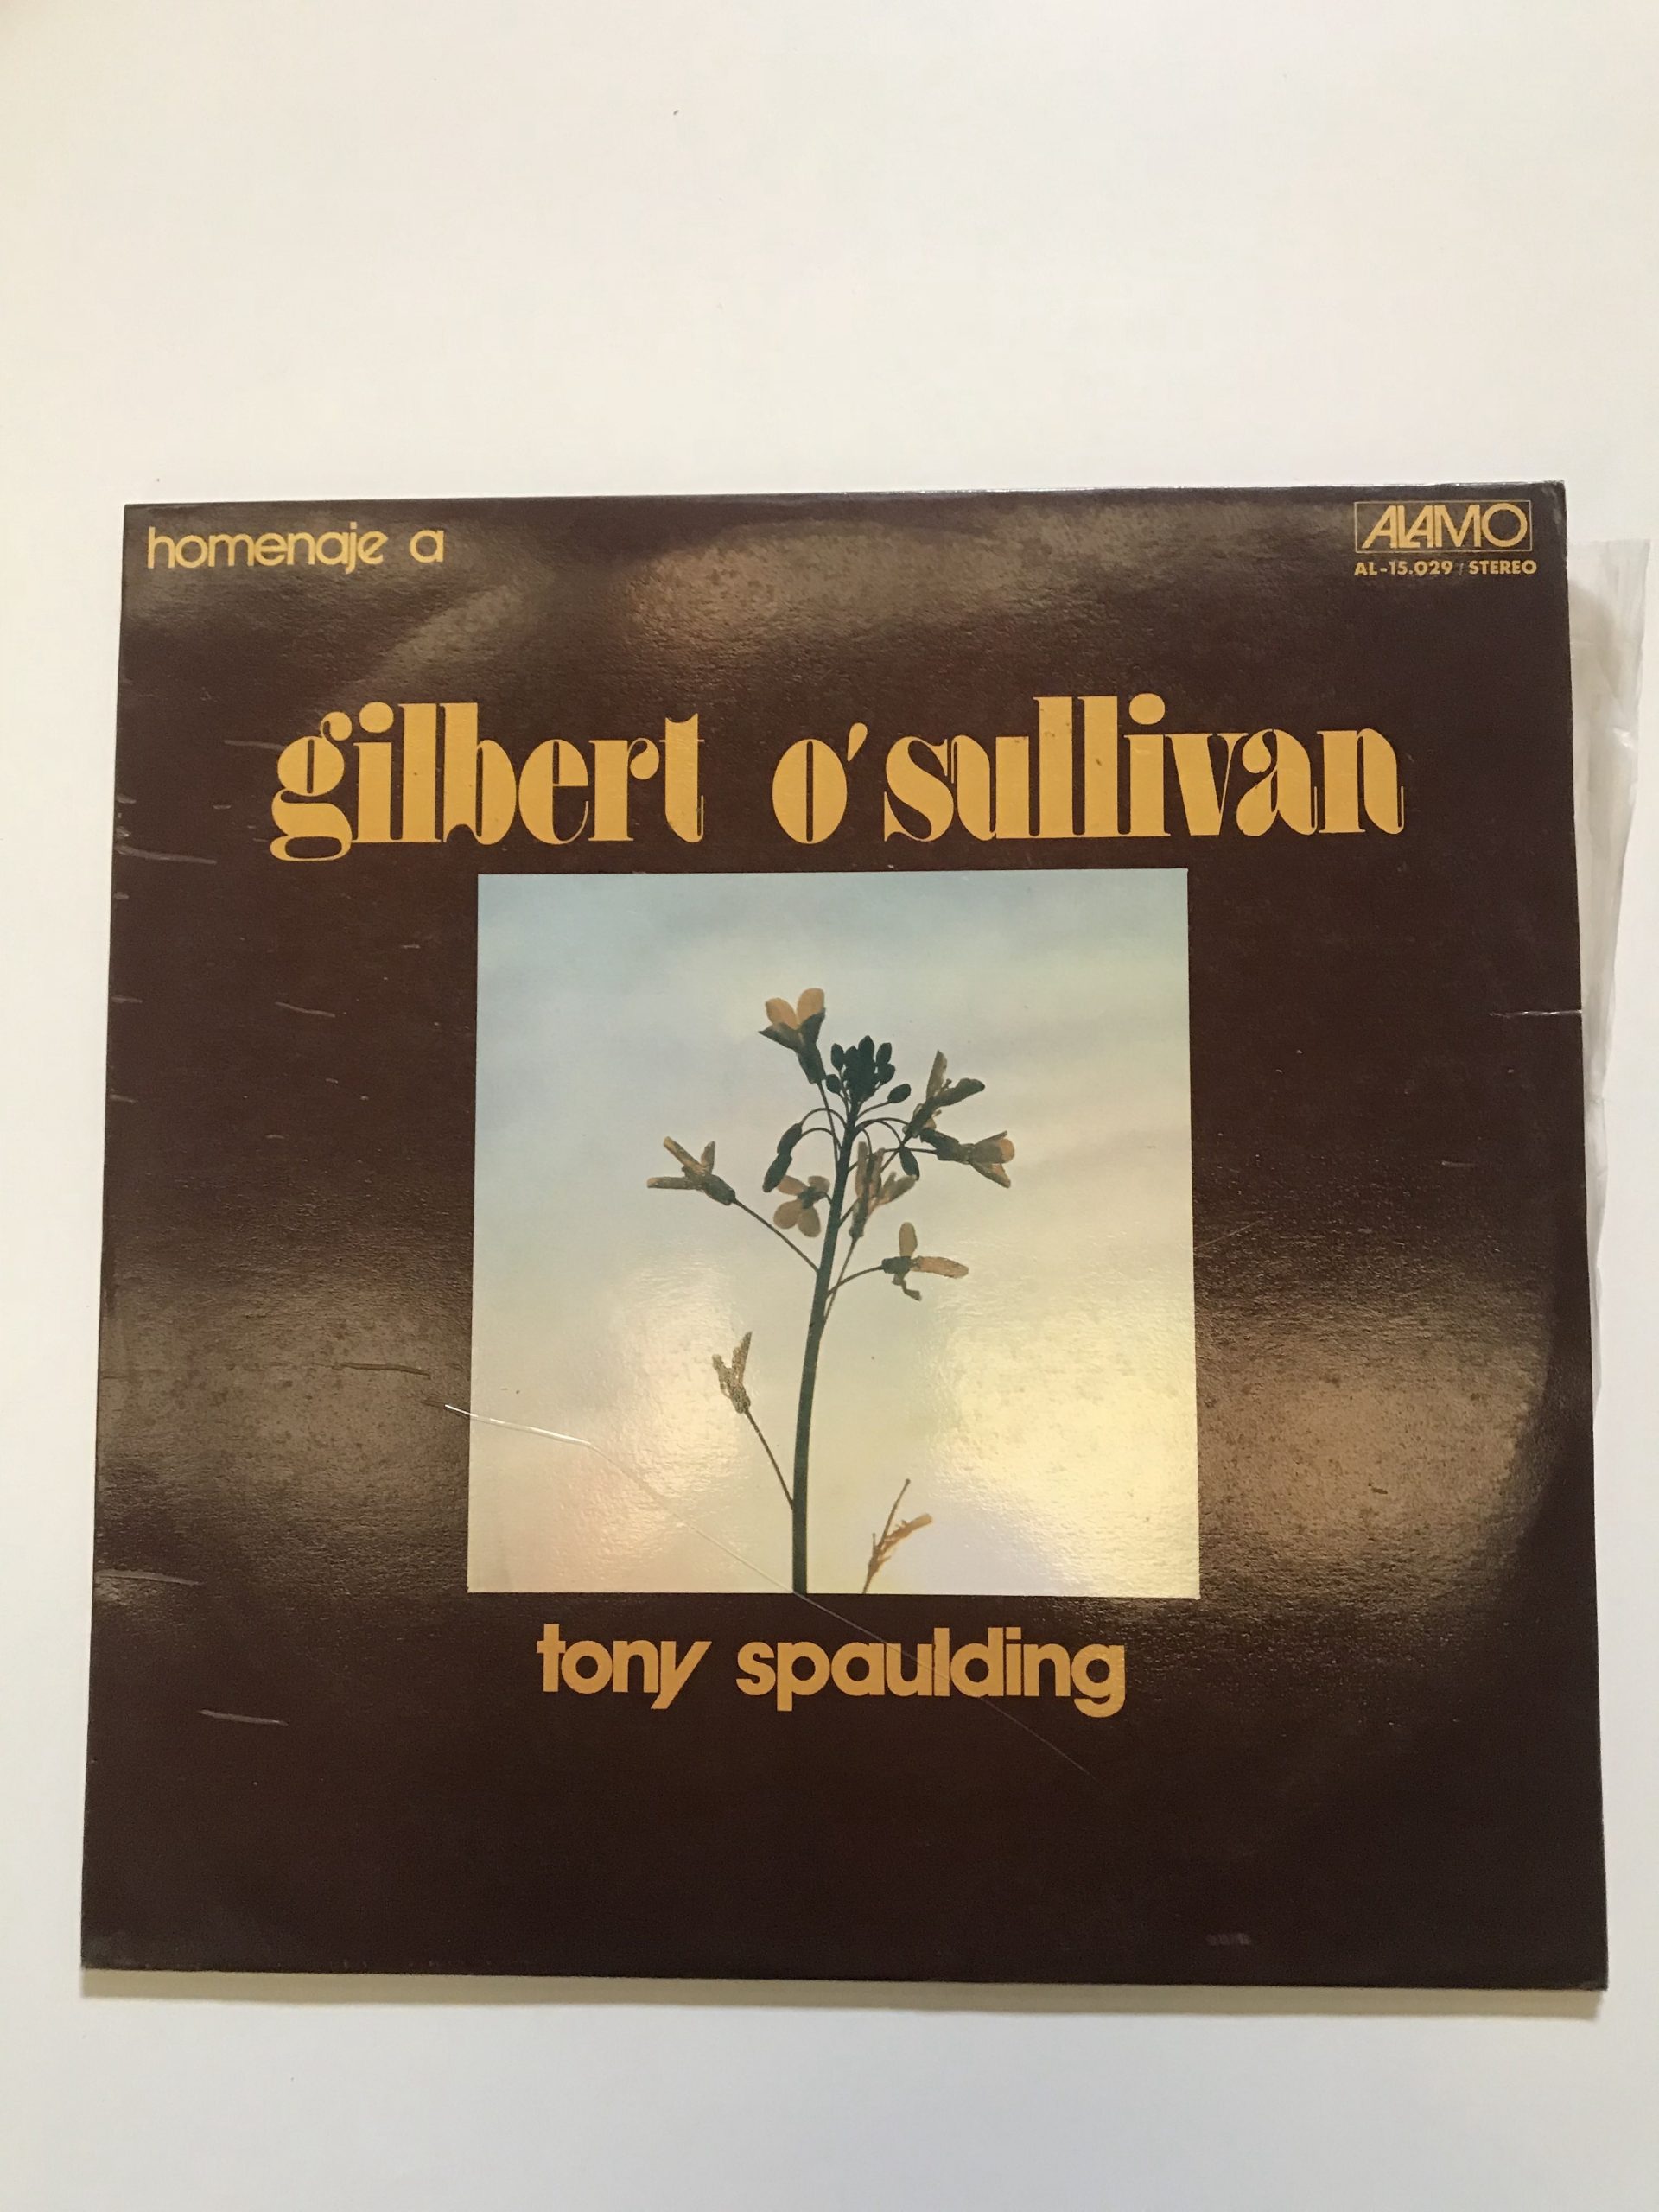 homenaje a
ALAMO
AL-15.029 / STEREO
gilbert o'sullivan
tony spaulding